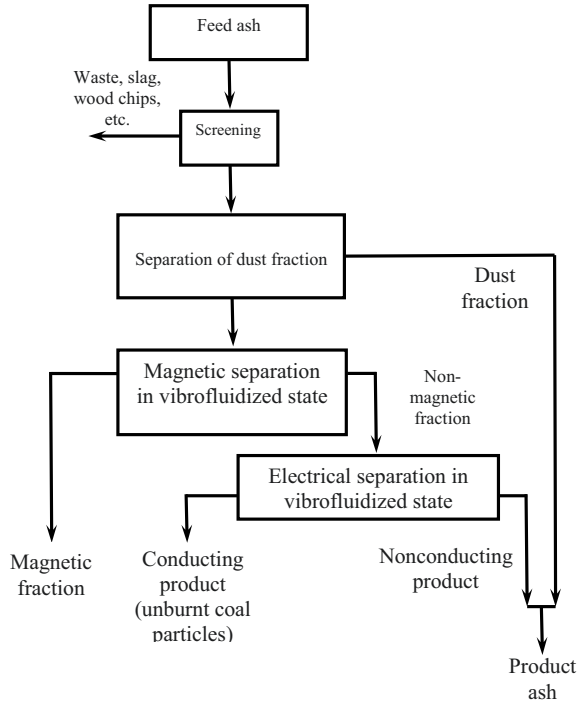 Feed ash
Waste, slag,
wood chips,
etc.
Screening
Separation of dust fraction
Dust
fraction
Magnetic separation
in vibrofluidized state
Non-
magnetic
fraction
Electrical separation in
vibrofluidized state
Magnetic
fraction
Conducting
product
(unburnt coal
particles)
Nonconducting
product
Product
ash